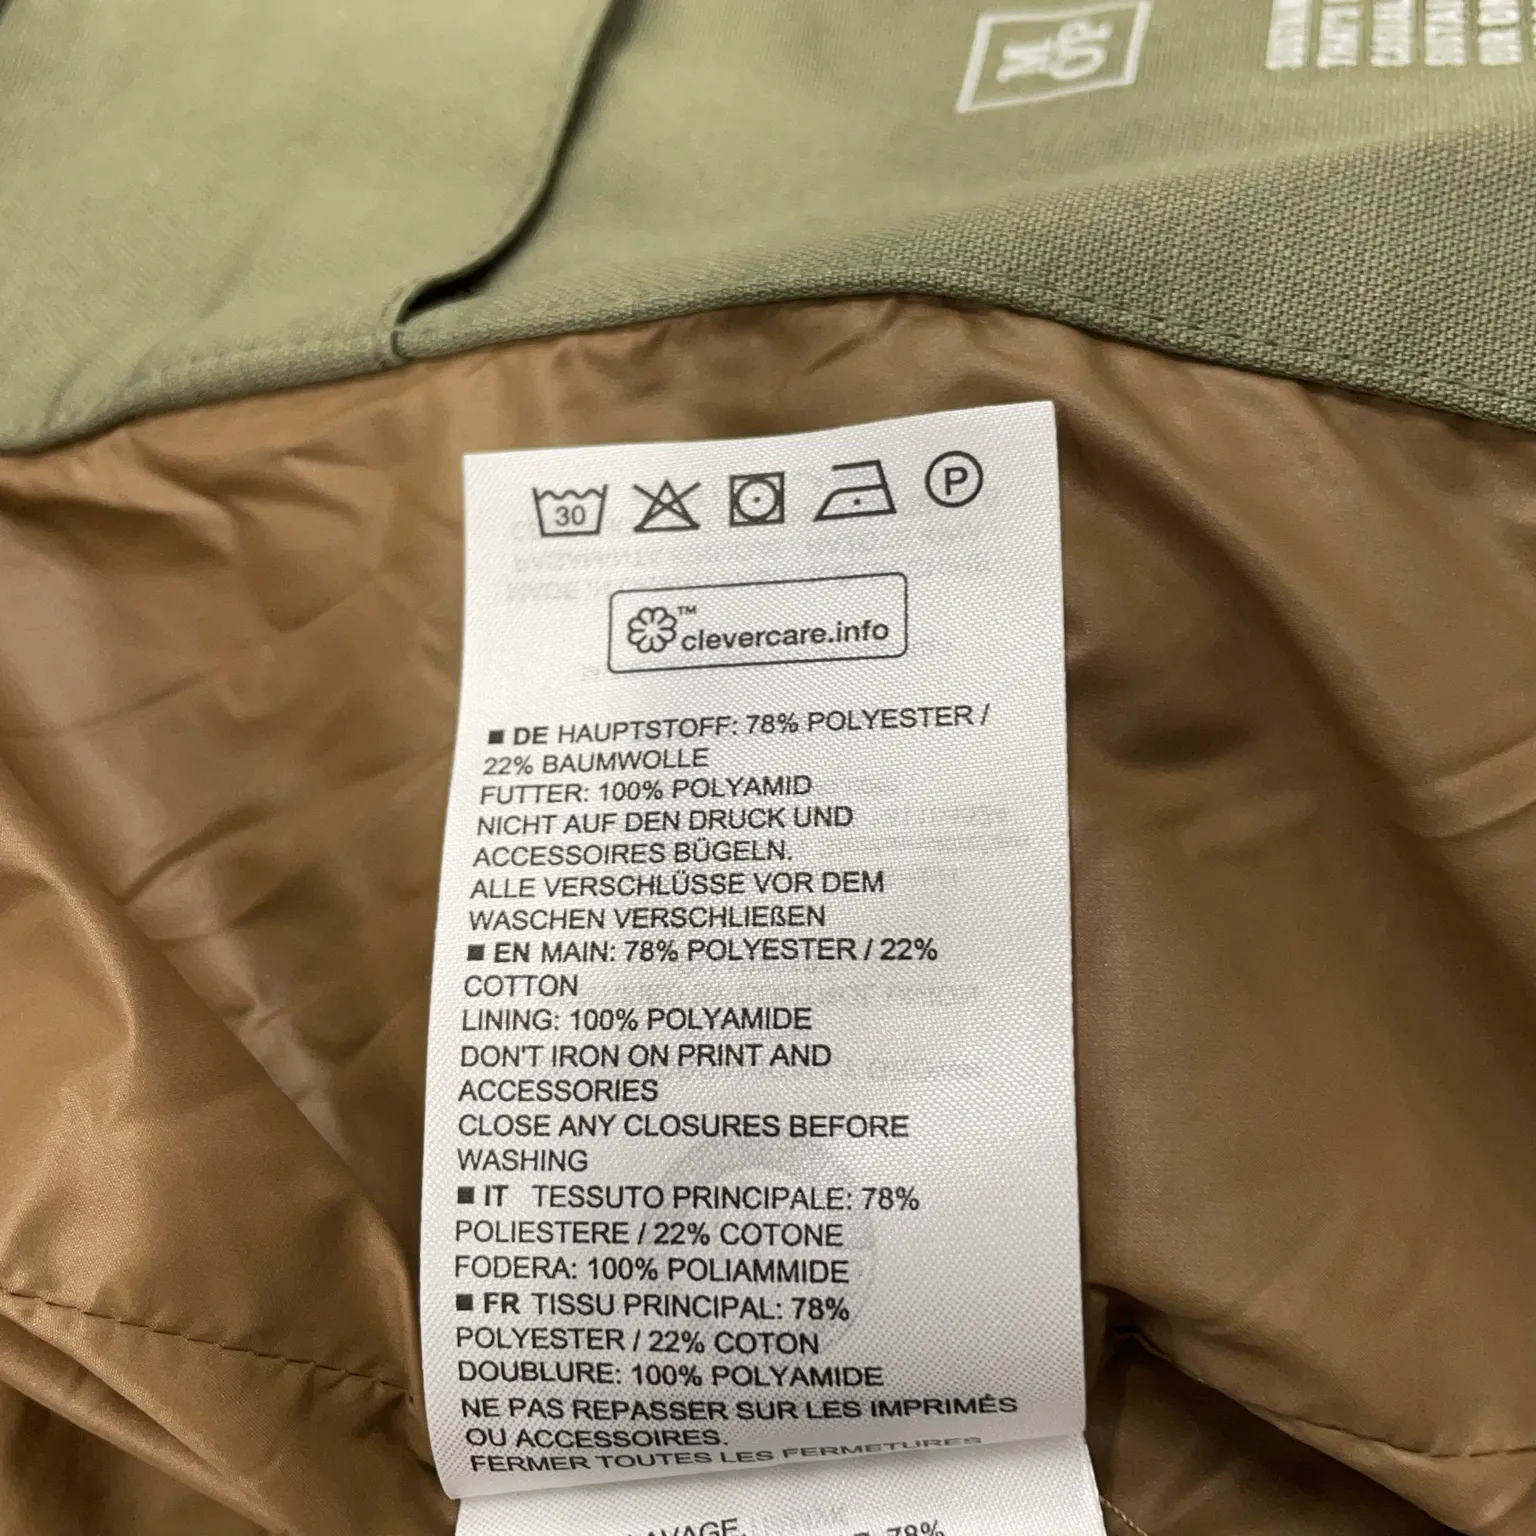 30
P
™
clevercare.info
■ DE HAUPTSTOFF: 78% POLYESTER /
22% BAUMWOLLE
FUTTER: 100% POLYAMID
NICHT AUF DEN DRUCK UND
ACCESSOIRES BÜGELN.
ALLE VERSCHLÜSSE VOR DEM
WASCHEN VERSCHLIEßEN
■ EN MAIN: 78% POLYESTER / 22%
COTTON
LINING: 100% POLYAMIDE
DON'T IRON ON PRINT AND
ACCESSORIES
CLOSE ANY CLOSURES BEFORE
WASHING
■ IT TESSUTO PRINCIPALE: 78%
POLIESTERE / 22% COTONE
FODERA: 100% POLIAMMIDE
■ FR TISSU PRINCIPAL: 78%
POLYESTER / 22% COTON
DOUBLURE: 100% POLYAMIDE
NE PAS REPASSER SUR LES IMPRIMÉS
OU ACCESSOIRES.
FERMER TOUTES LES FERMETURES
78%